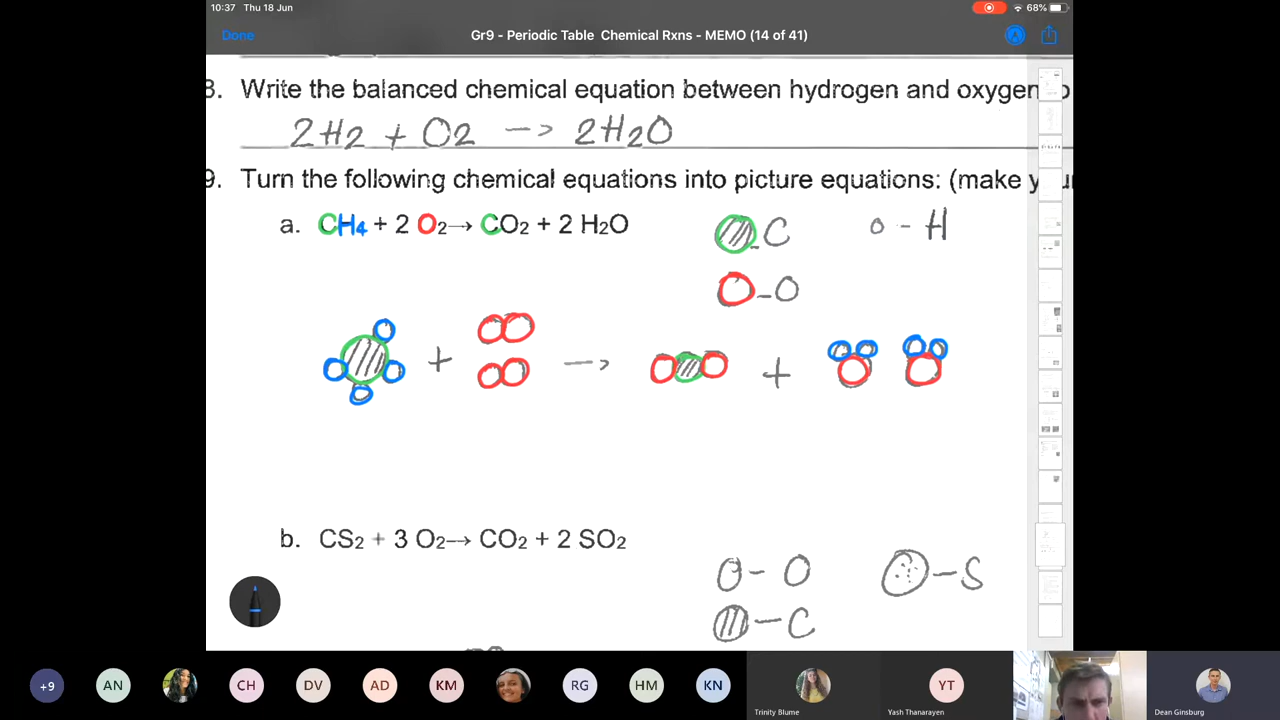 10:37 Thu 18 Jun
68%
Done
Gr9 - Periodic Table Chemical Rxns - MEMO (14 of 41)
8. Write the balanced chemical equation between hydrogen and oxygen
2H2 + O2 --> 2H2O
9. Turn the following chemical equations into picture equations: (make
a. CH4 + 2 O2→ CO2 + 2 H2O
- C
o - H
- O
+ → +
b. CS2 + 3 O2→ CO2 + 2 SO2
O - O
- S
- C
+9 AN CH DV AD KM RG HM KN YT
Trinity Blume
Yash Thanarayen
Dean Ginsburg